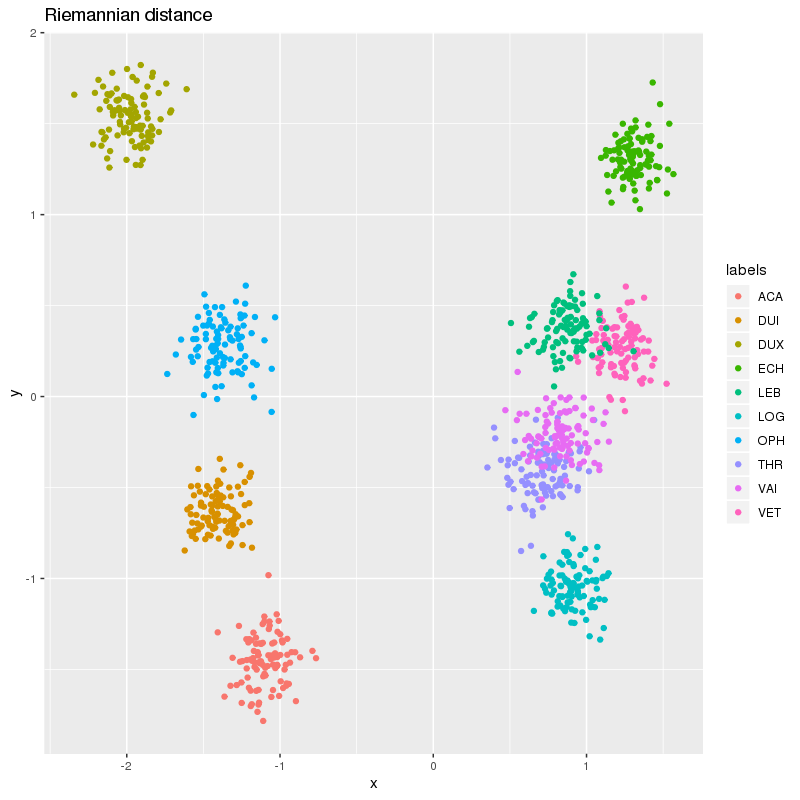 Riemannian distance
2
1
0
-1
y
-2
-1
0
1
x
labels
ACA
DUI
DUX
ECH
LEB
LOG
OPH
THR
VAI
VET